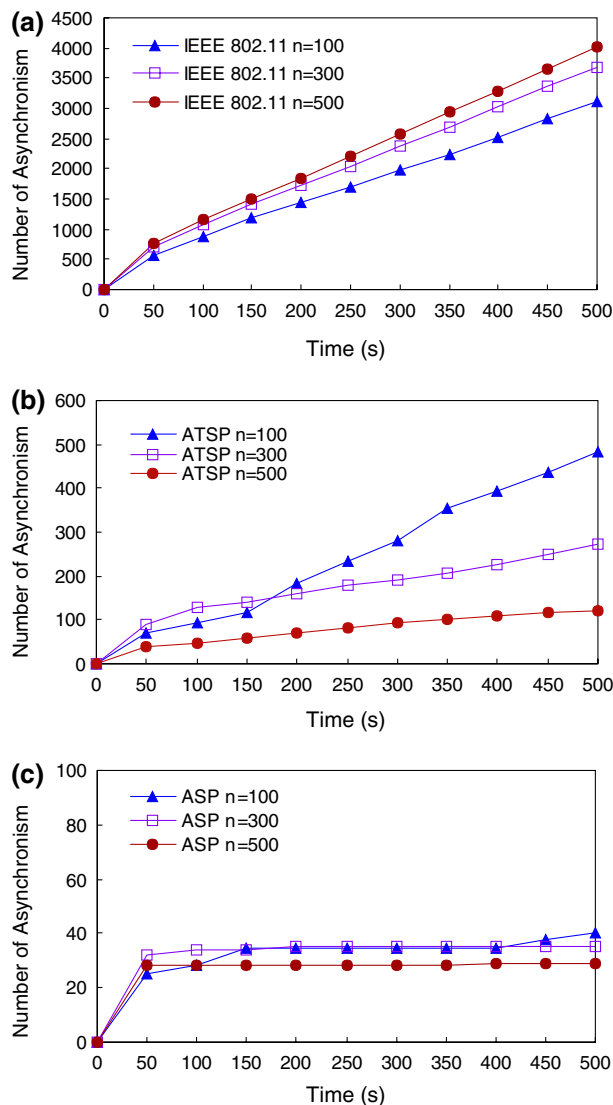 (a)
4500
4000
3500
3000
2500
2000
1500
1000
500
0
Number of Asynchronism
IEEE 802.11 n=100
IEEE 802.11 n=300
IEEE 802.11 n=500
0 50 100 150 200 250 300 350 400 450 500
Time (s)
(b)
600
500
400
300
200
100
0
Number of Asynchronism
ATSP n=100
ATSP n=300
ATSP n=500
0 50 100 150 200 250 300 350 400 450 500
Time (s)
(c)
100
80
60
40
20
0
Number of Asynchronism
ASP n=100
ASP n=300
ASP n=500
0 50 100 150 200 250 300 350 400 450 500
Time (s)